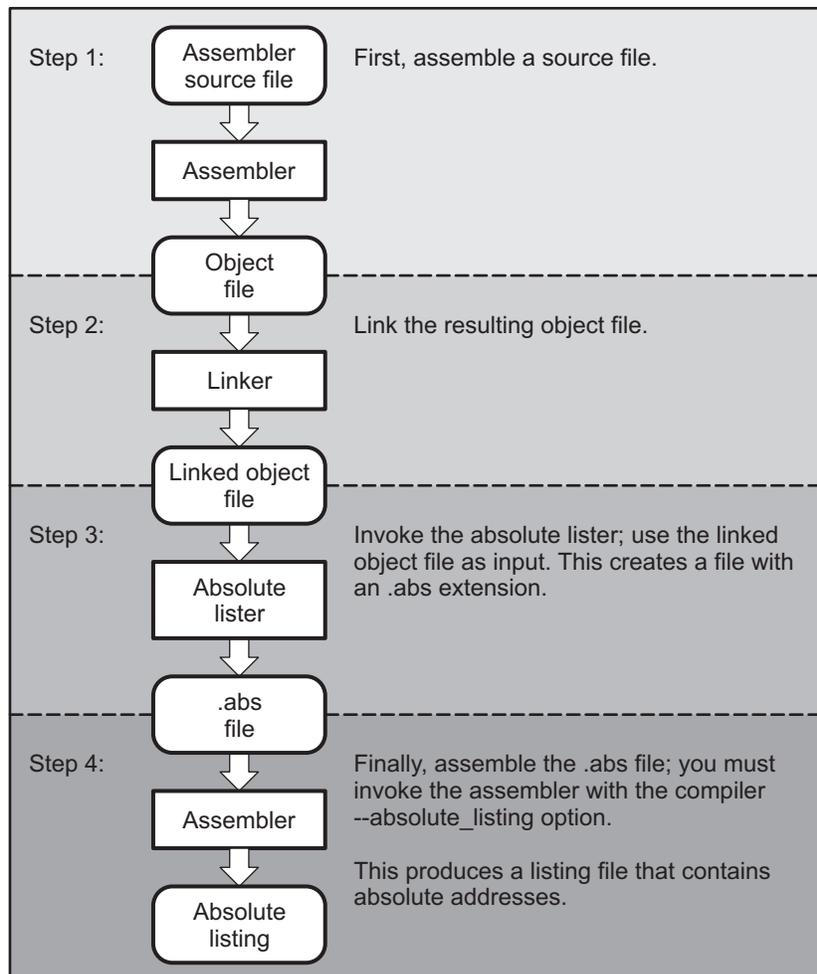 Step 1:
Assembler
source file
First, assemble a source file.
Assembler
Object
file
Step 2:
Link the resulting object file.
Linker
Linked object
file
Step 3:
Invoke the absolute lister; use the linked
object file as input. This creates a file with
an .abs extension.
Absolute
lister
.abs
file
Step 4:
Finally, assemble the .abs file; you must
invoke the assembler with the compiler
--absolute_listing option.
Assembler
This produces a listing file that contains
absolute addresses.
Absolute
listing